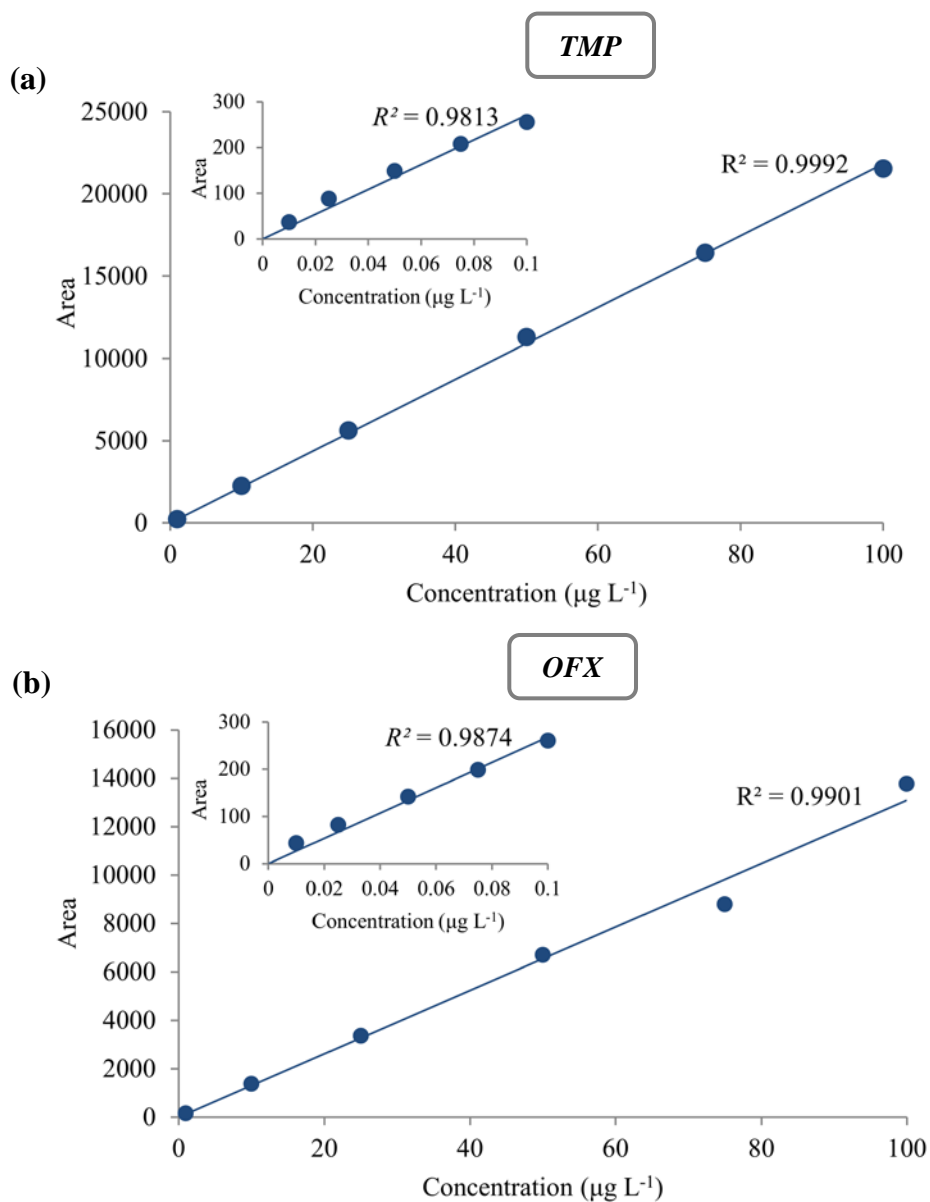 TMP
(a)
R² = 0.9813
300
200
100
0
Area
0 0.02 0.04 0.06 0.08 0.1
Concentration (µg L⁻¹)
R² = 0.9992
25000
20000
15000
10000
5000
0
Area
0 20 40 60 80 100
Concentration (µg L⁻¹)
OFX
(b)
R² = 0.9874
300
200
100
0
Area
0 0.02 0.04 0.06 0.08 0.1
Concentration (µg L⁻¹)
R² = 0.9901
16000
14000
12000
10000
8000
6000
4000
2000
0
Area
0 20 40 60 80 100
Concentration (µg L⁻¹)